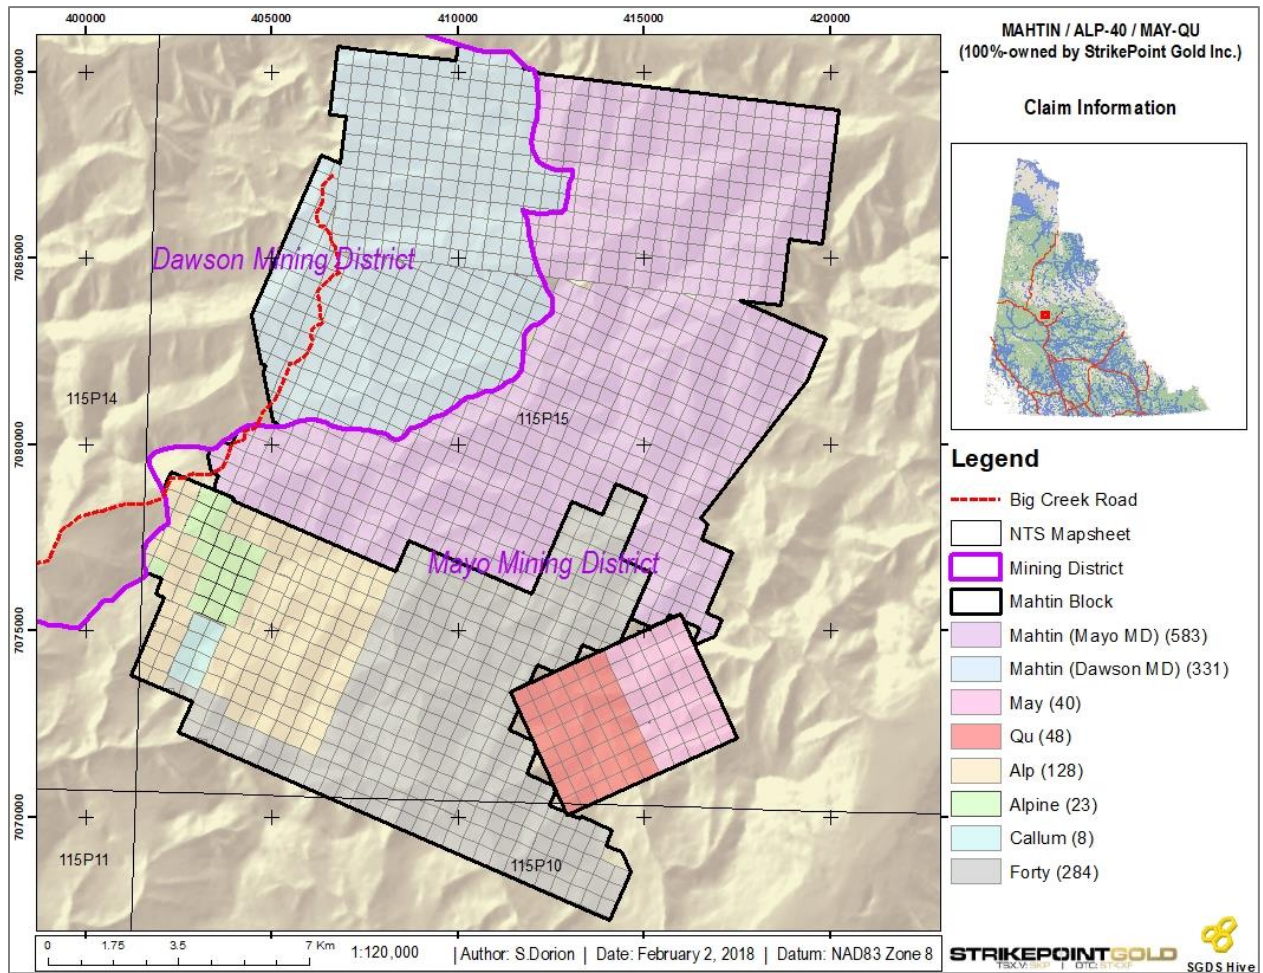 400000
405000
410000
415000
420000
7090000
7085000
7080000
7075000
7070000
Dawson Mining District
115P14
115P15
Mayo Mining District
115P11
115P10
MAHTIN / ALP-40 / MAY-QU
(100%-owned by StrikePoint Gold Inc.)
Claim Information
Legend
Big Creek Road
NTS Mapsheet
Mining District
Mahtin Block
Mahtin (Mayo MD) (583)
Mahtin (Dawson MD) (331)
May (40)
Qu (48)
Alp (128)
Alpine (23)
Callum (8)
Forty (284)
0 1.75 3.5 7 Km
1:120,000 | Author: S.Dorion | Date: February 2, 2018 | Datum: NAD83 Zone 8
STRIKEPOINTGOLD
TSX.V: SKP | OTC: STKXF
SGDS Hive